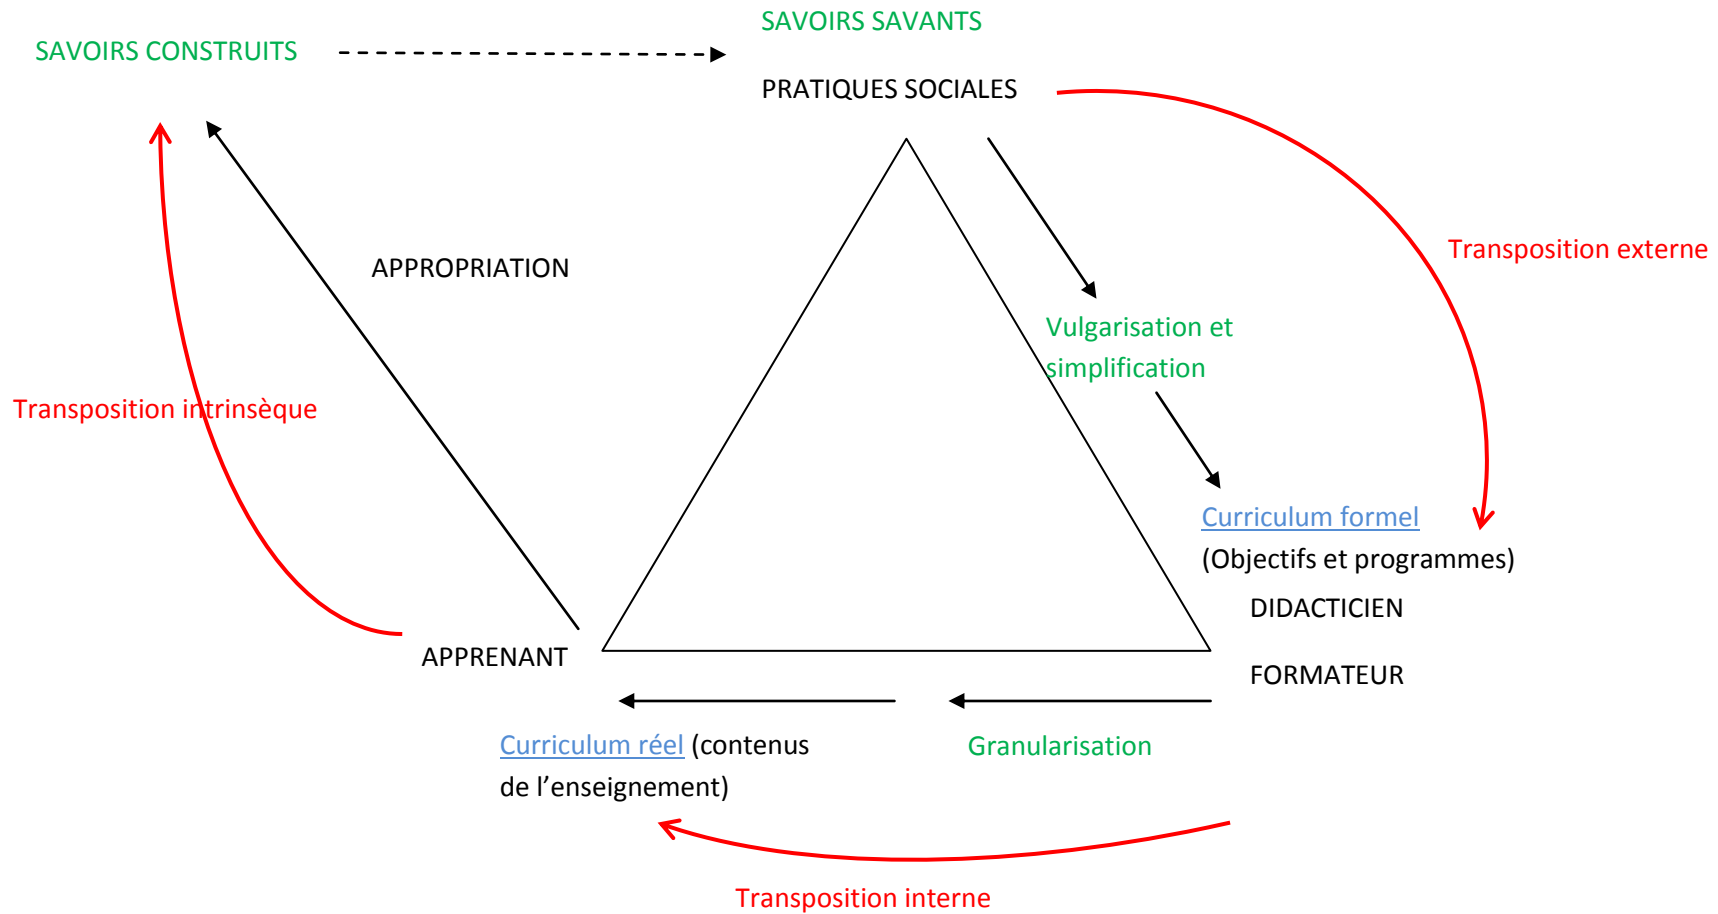 SAVOIRS SAVANTS
SAVOIRS CONSTRUITS
PRATIQUES SOCIALES
Transposition externe
APPROPRIATION
Vulgarisation et
simplification
Transposition intrinsèque
Curriculum formel
(Objectifs et programmes)
DIDACTICIEN
APPRENANT
FORMATEUR
Curriculum réel (contenus
de l’enseignement)
Granularisation
Transposition interne